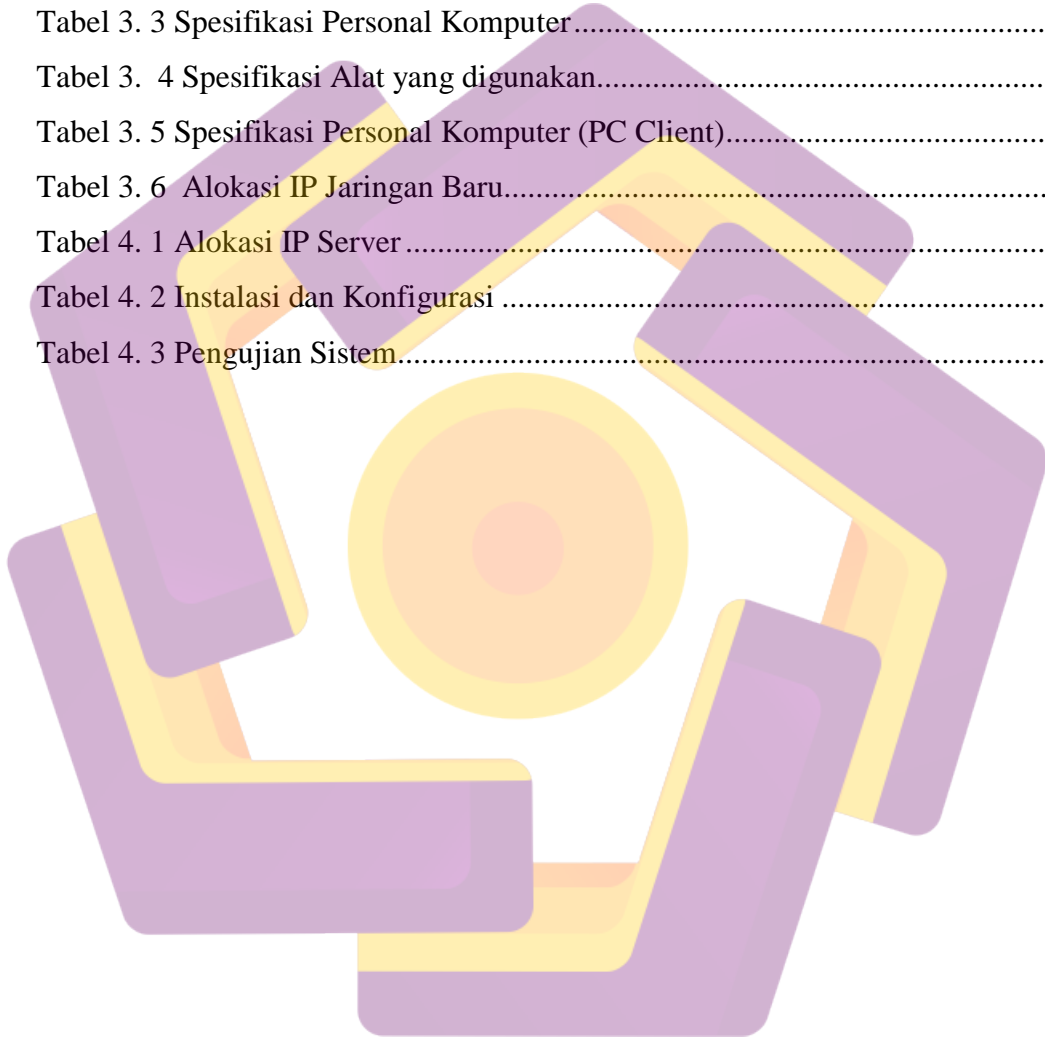 Tabel 3. 3 Spesifikasi Personal Komputer................................................................
Tabel 3.  4 Spesifikasi Alat yang digunakan.............................................................
Tabel 3. 5 Spesifikasi Personal Komputer (PC Client)...........................................
Tabel 3. 6  Alokasi IP Jaringan Baru.........................................................................
Tabel 4. 1 Alokasi IP Server......................................................................................
Tabel 4. 2 Instalasi dan Konfigurasi .........................................................................
Tabel 4. 3 Pengujian Sistem.......................................................................................